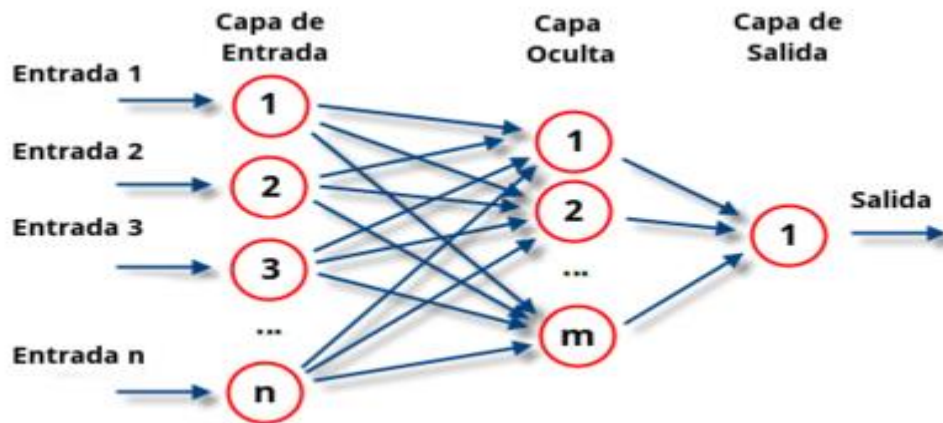 Capa de
Entrada
Capa
Oculta
Capa de
Salida
Entrada 1
1
Entrada 2
2
Entrada 3
3
...
Entrada n
n
1
2
...
m
1
Salida